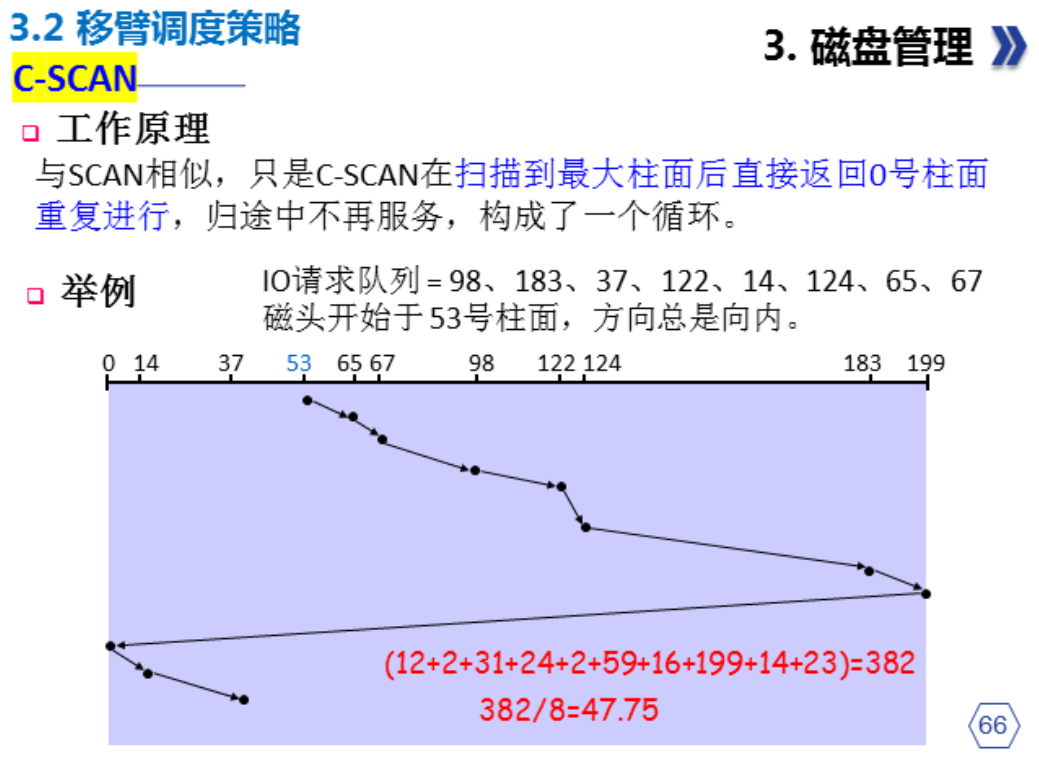 3.2 移臂调度策略
3. 磁盘管理
C-SCAN
工作原理
与SCAN相似，只是C-SCAN在扫描到最大柱面后直接返回0号柱面
重复进行，归途中不再服务，构成了一个循环。
举例
IO请求队列 = 98、183、37、122、14、124、65、67
磁头开始于 53号柱面，方向总是向内。
0 14 37 53 65 67 98 122 124 183 199
(12+2+31+24+2+59+16+199+14+23)=382
382/8=47.75
66